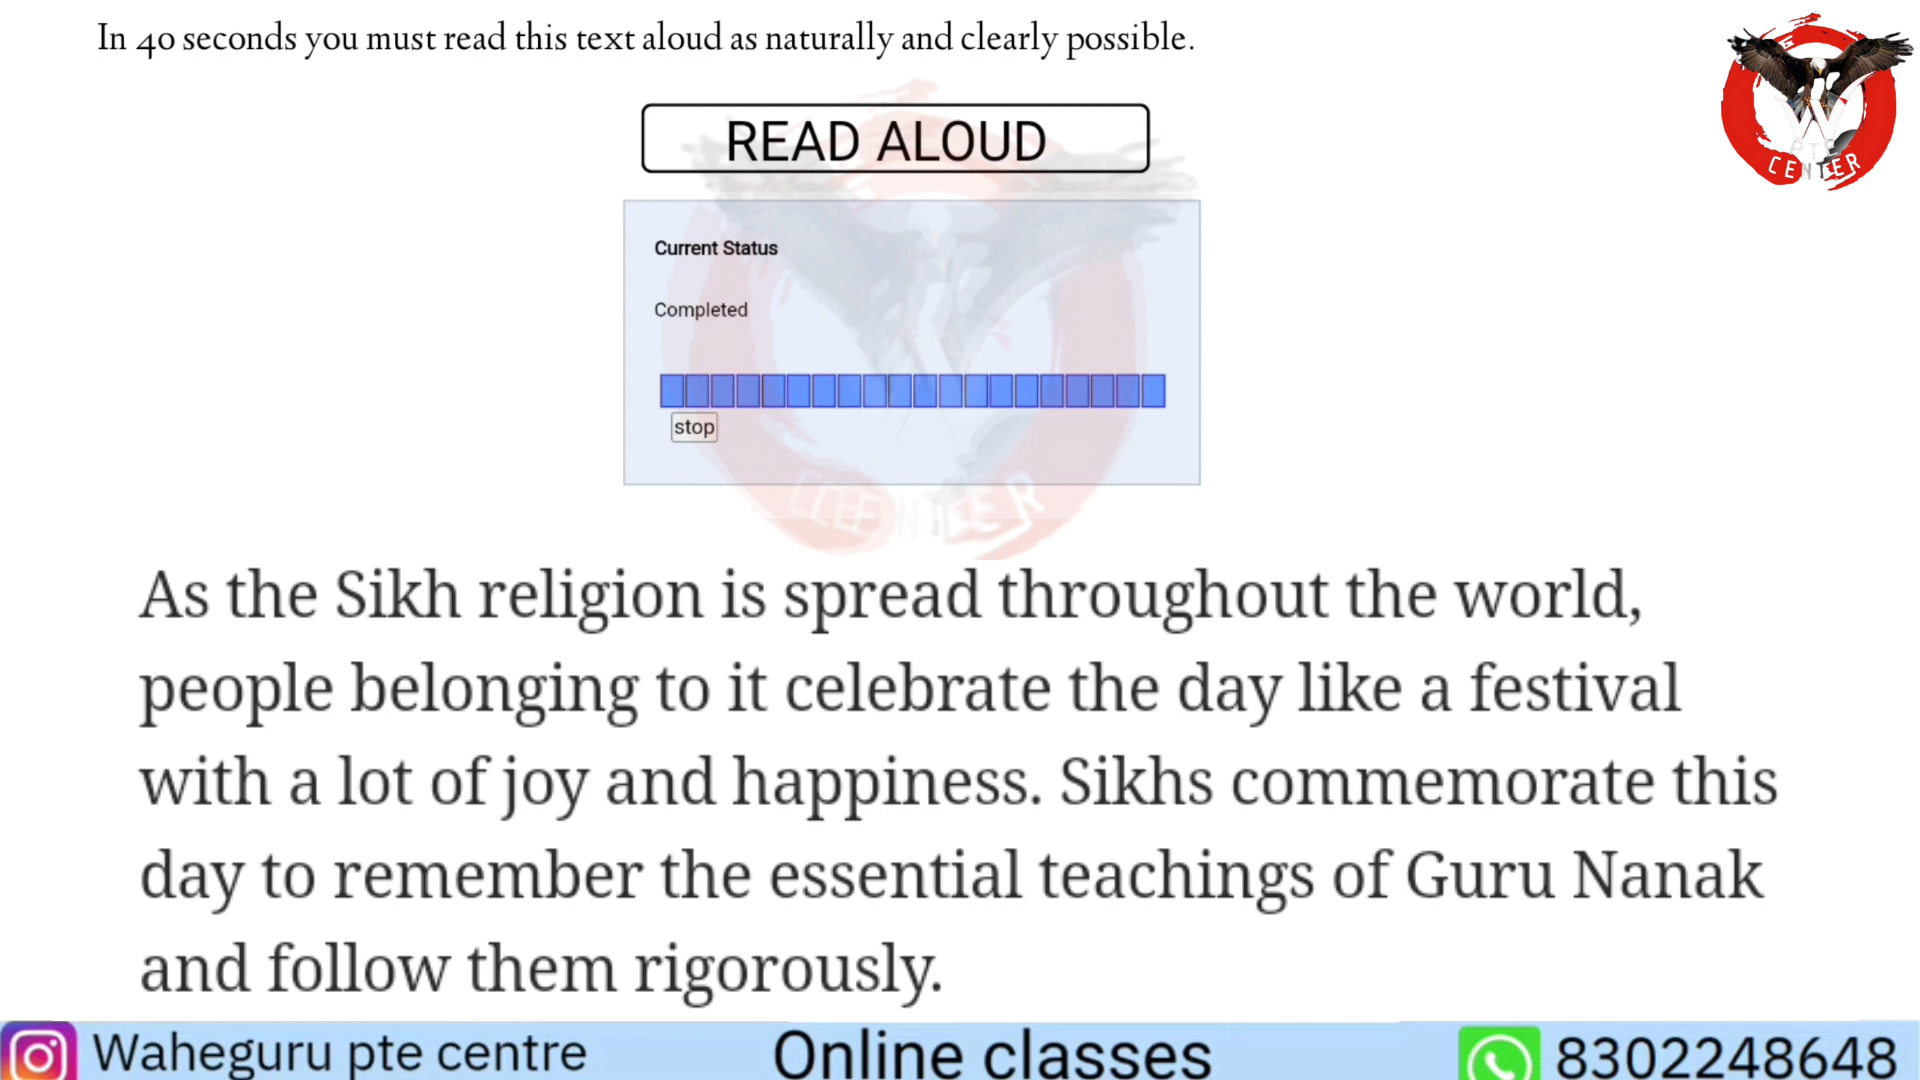 In 40 seconds you must read this text aloud as naturally and clearly possible.
READ ALOUD
Current Status
Completed
stop
As the Sikh religion is spread throughout the world,
people belonging to it celebrate the day like a festival
with a lot of joy and happiness. Sikhs commemorate this
day to remember the essential teachings of Guru Nanak
and follow them rigorously.
W
PTE
CENTER
Waheguru pte centre
Online classes
8302248648